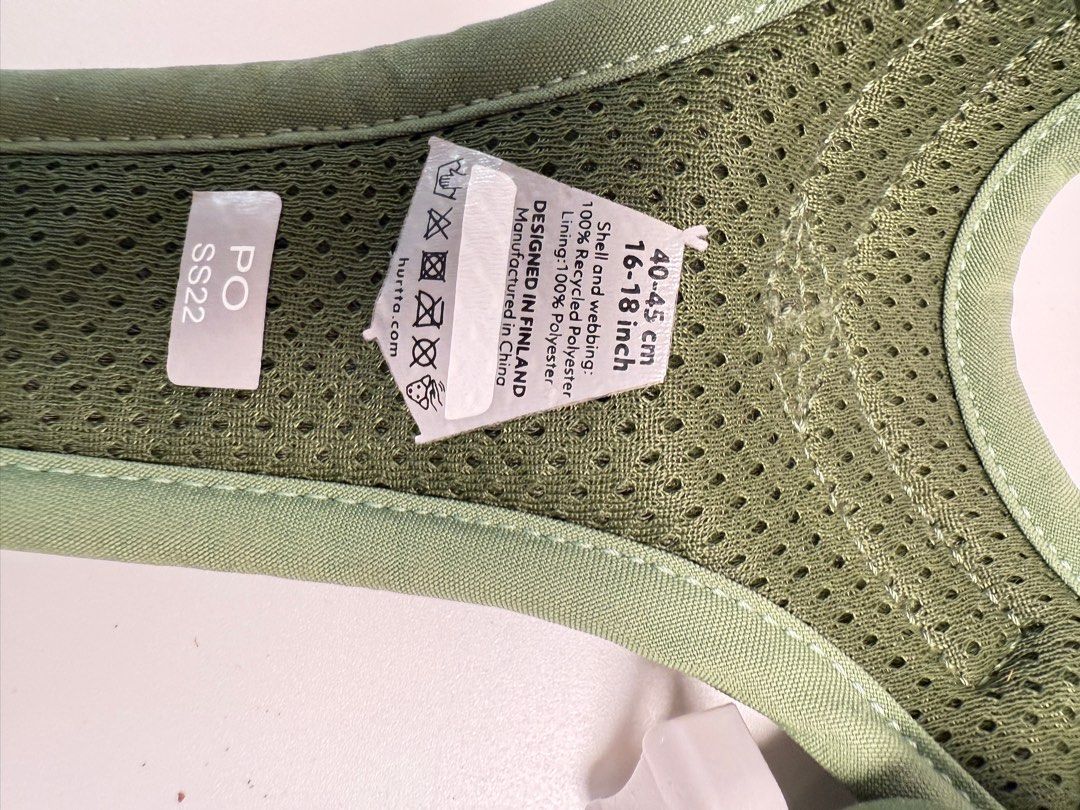 40-45 cm
16-18 inch
Shell and webbing:
100% Recycled Polyester
Lining:100% Polyester
DESIGNED IN FINLAND
Manufactured in China
hurtta.com
PO
SS22